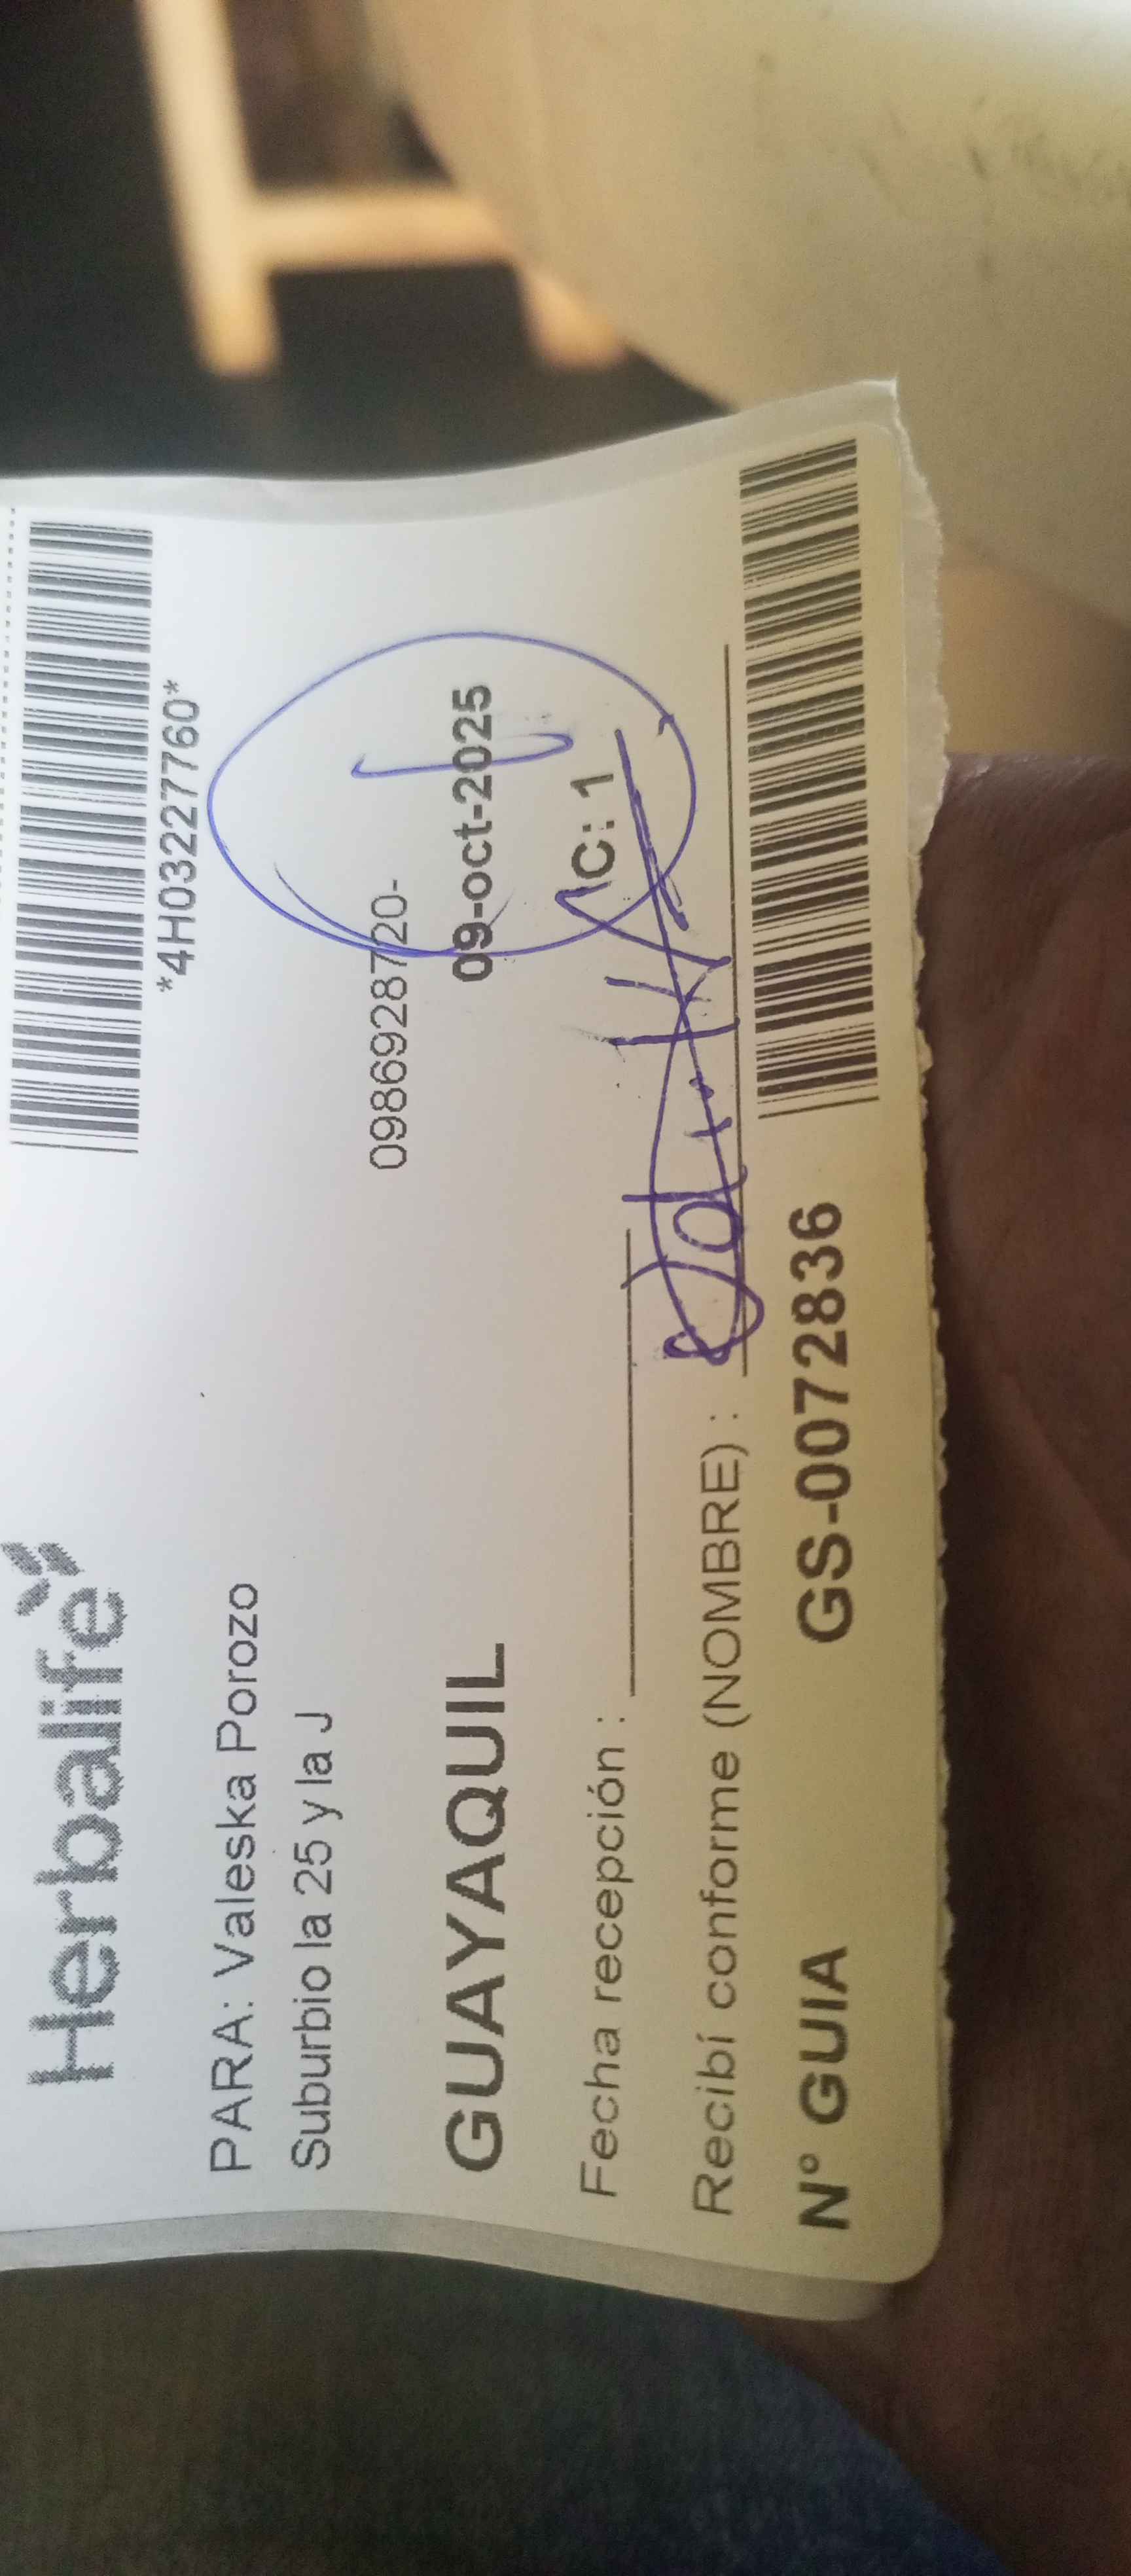 Herbalife
*4H03227760*
PARA: Valeska Porozo
Suburbio la 25 y la J
0986928720-
GUAYAQUIL
09-oct-2025
C: 1
Fecha recepción :
Recibí conforme (NOMBRE) :
N° GUIA GS-0072836